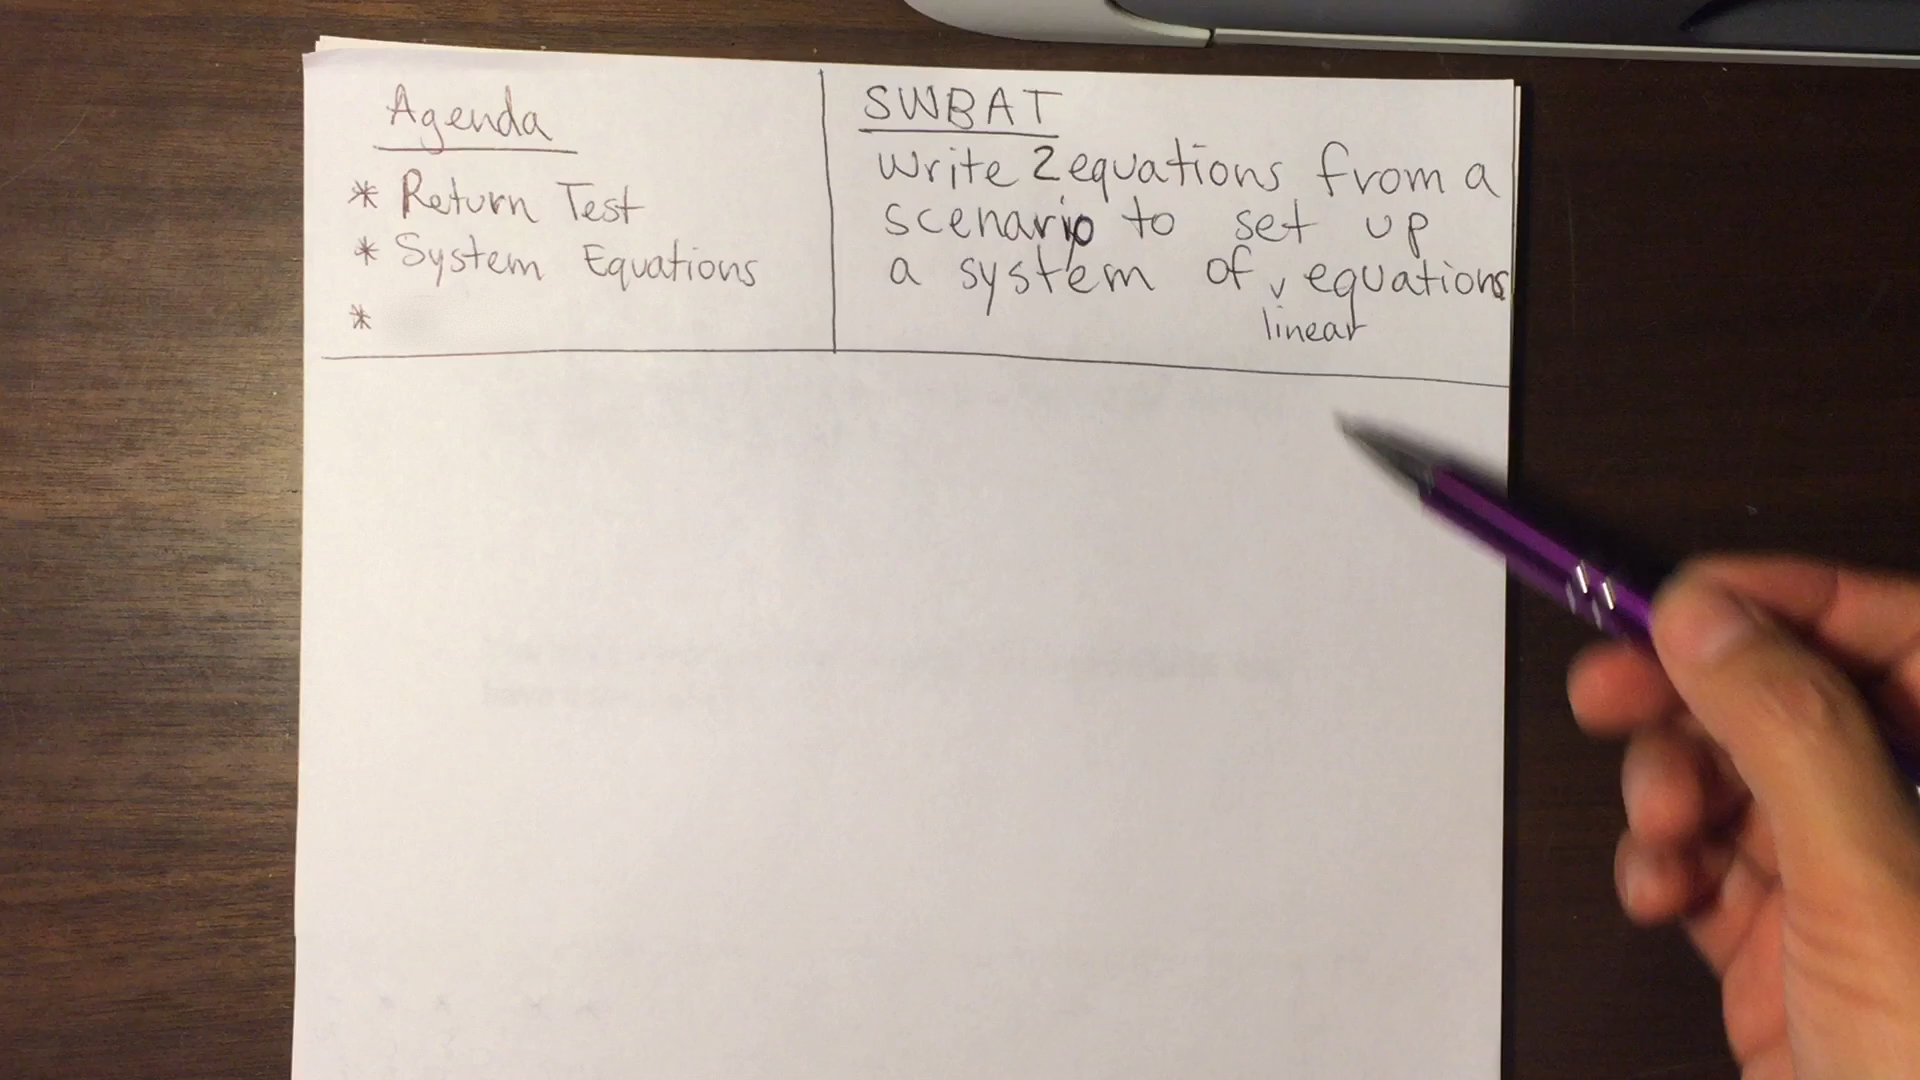 Agenda
* Return Test
* System Equations
*
SWBAT
Write 2 equations from a
scenario to set up
a system of v equations
linear